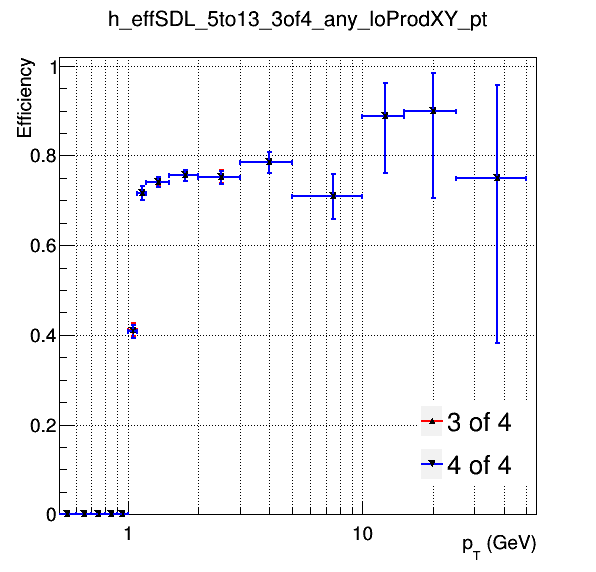 h_effSDL_5to13_3of4_any_loProdXY_pt
Efficiency
1
0.8
0.6
0.4
0.2
0
3 of 4
4 of 4
1
10
p_T (GeV)